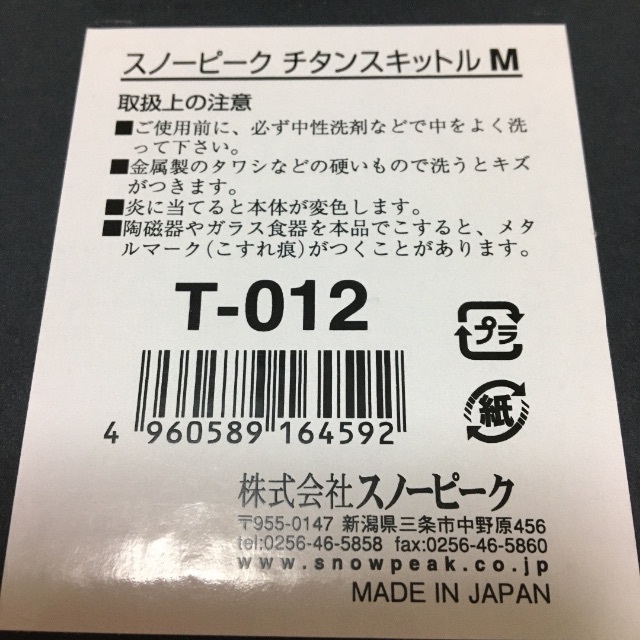 スノーピーク チタンスキットル M
取扱上の注意
■ご使用前に、必ず中性洗剤などで中をよく洗
って下さい。
■金属製のタワシなどの硬いもので洗うとキズ
がつきます。
■炎に当てると本体が変色します。
■陶磁器やガラス食器を本品でこすると、メタ
ルマーク(こすれ痕)がつくことがあります。
T-012
プラ
4 960589 164592
紙
株式会社スノーピーク
〒955-0147 新潟県三条市中野原456
tel:0256-46-5858 fax:0256-46-5860
www.snowpeak.co.jp
MADE IN JAPAN